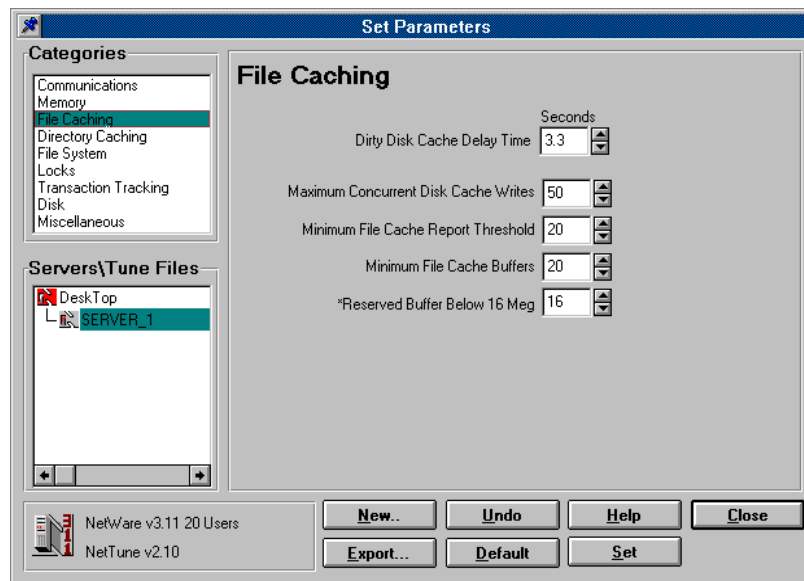 Set Parameters
Categories
Communications
Memory
File Caching
Directory Caching
File System
Locks
Transaction Tracking
Disk
Miscellaneous
File Caching
Seconds
Dirty Disk Cache Delay Time 3.3
Maximum Concurrent Disk Cache Writes 50
Minimum File Cache Report Threshold 20
Minimum File Cache Buffers 20
*Reserved Buffer Below 16 Meg 16
Servers\Tune Files
DeskTop
SERVER_1
311
NetWare v3.11 20 Users
NetTune v2.10
New.. Undo Help Close
Export... Default Set